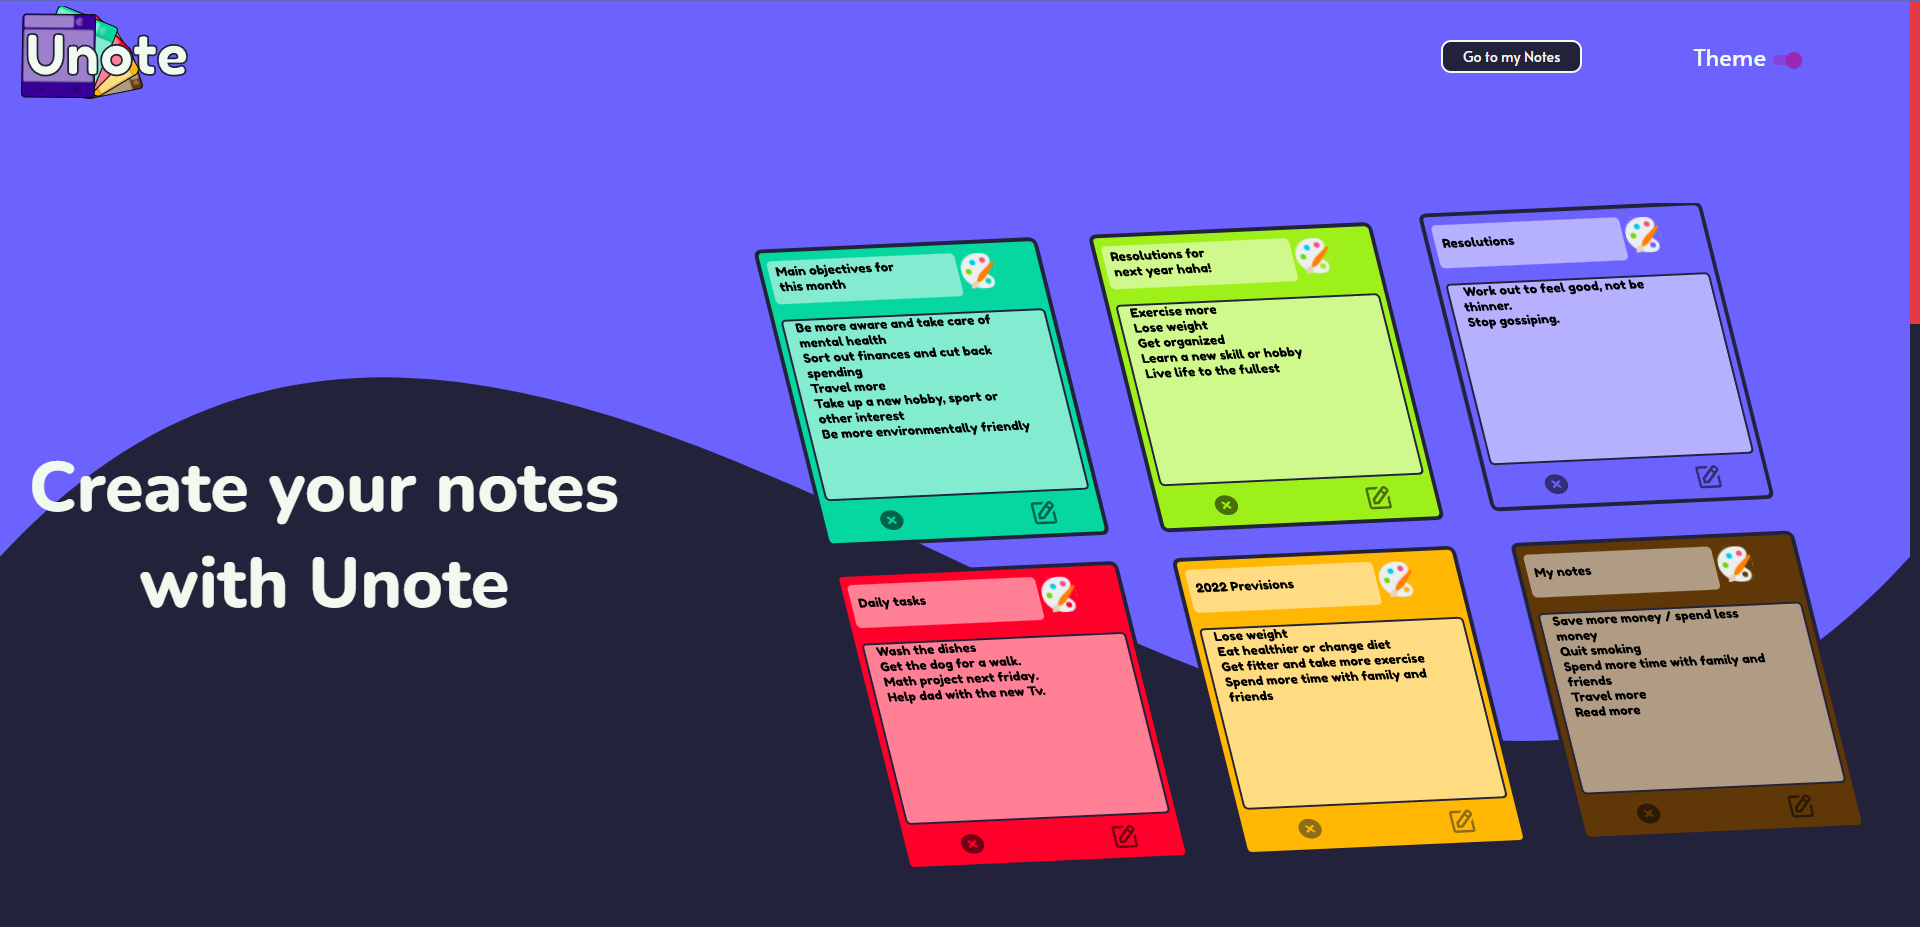 Unote
Go to my Notes
Theme
Create your notes
with Unote
Main objectives for
this month
Be more aware and take care of
mental health
Sort out finances and cut back
spending
Travel more
Take up a new hobby, sport or
other interest
Be more environmentally friendly
Resolutions for
next year haha!
Exercise more
Lose weight
Get organized
Learn a new skill or hobby
Live life to the fullest
Resolutions
Work out to feel good, not be
thinner.
Stop gossiping.
Daily tasks
Wash the dishes
Get the dog for a walk.
Math project next friday.
Help dad with the new Tv.
2022 Previsions
Lose weight
Eat healthier or change diet
Get fitter and take more exercise
Spend more time with family and
friends
My notes
Save more money / spend less
money
Quit smoking
Spend more time with family and
friends
Travel more
Read more